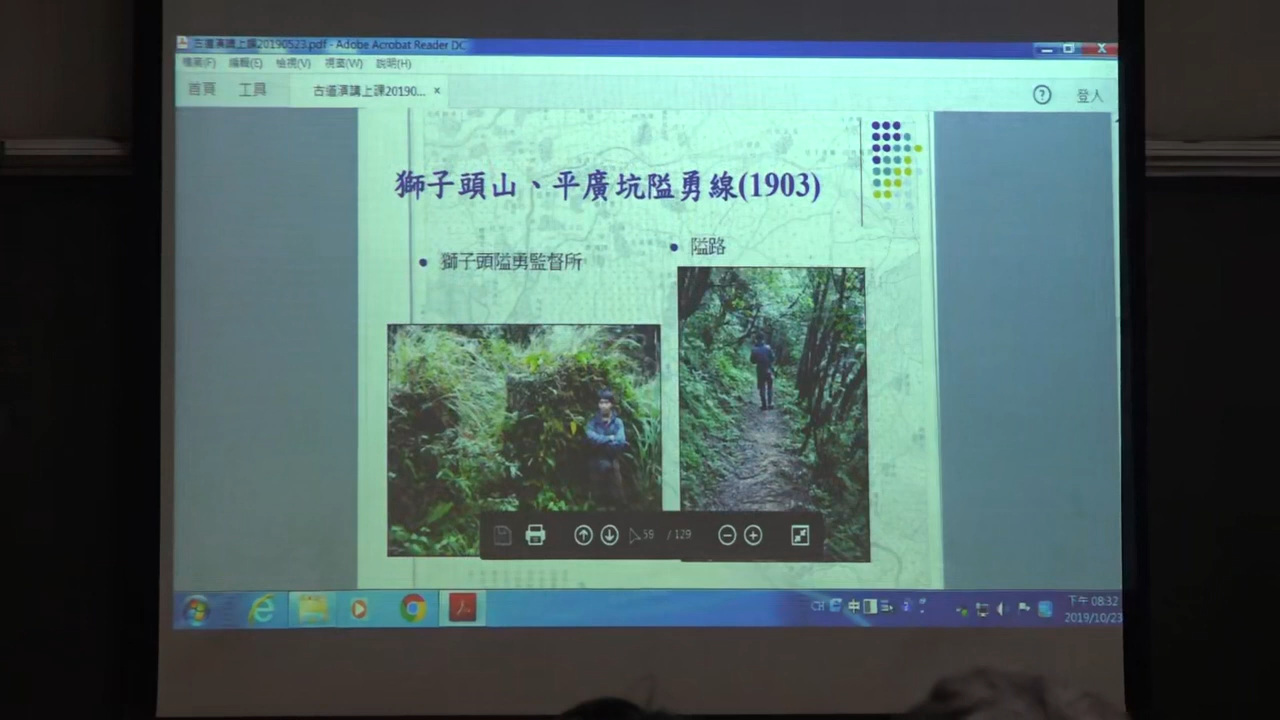 古道演講上課20190523.pdf - Adobe Acrobat Reader DC
檔案(F) 編輯(E) 檢視(V) 視窗(W) 說明(H)
首頁 工具 古道演講上課20190... ×
? 登入
獅子頭山、平廣坑隘勇線(1903)
獅子頭隘勇監督所
隘路
59 / 129
CH 中
下午 08:32
2019/10/23